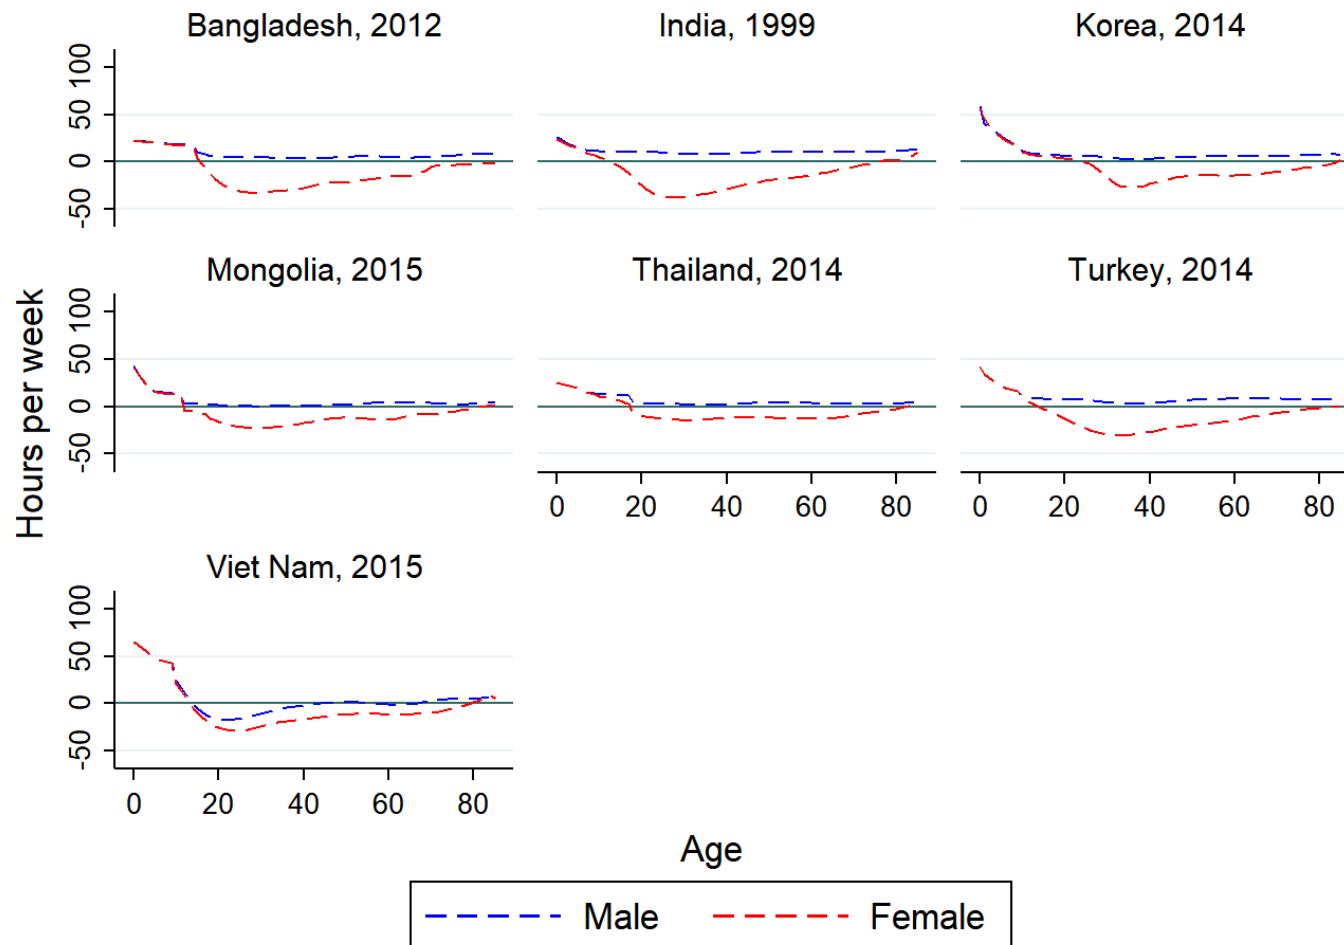 Bangladesh, 2012
India, 1999
Korea, 2014
100
50
0
-50
Mongolia, 2015
Thailand, 2014
Turkey, 2014
100
50
0
-50
0 20 40 60 80
0 20 40 60 80
Viet Nam, 2015
100
50
0
-50
0 20 40 60 80
Hours per week
Age
Male
Female